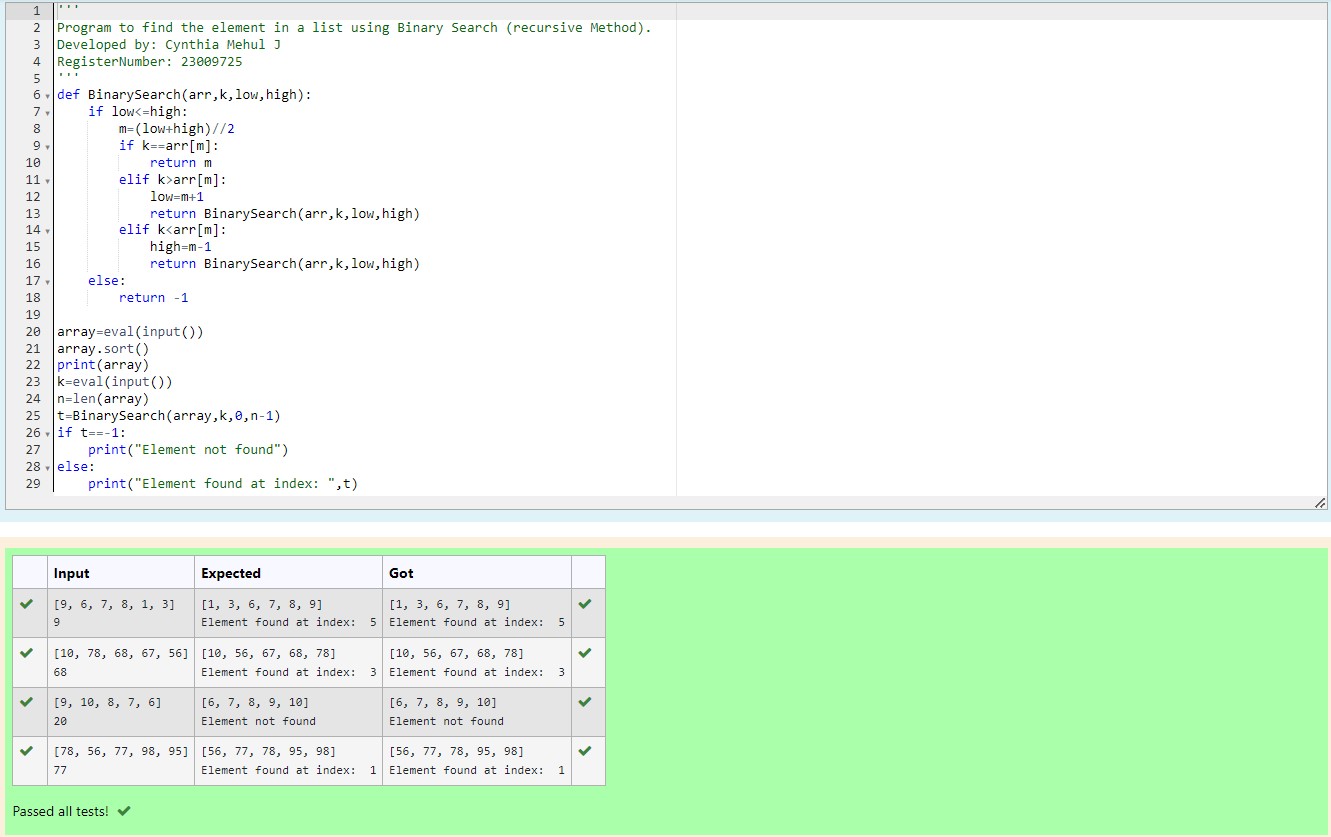 1 '''
2 Program to find the element in a list using Binary Search (recursive Method).
3 Developed by: Cynthia Mehul J
4 RegisterNumber: 23009725
5 '''
6 def BinarySearch(arr,k,low,high):
7     if low<=high:
8         m=(low+high)//2
9         if k==arr[m]:
10             return m
11         elif k>arr[m]:
12             low=m+1
13             return BinarySearch(arr,k,low,high)
14         elif k<arr[m]:
15             high=m-1
16             return BinarySearch(arr,k,low,high)
17     else:
18         return -1
19
20 array=eval(input())
21 array.sort()
22 print(array)
23 k=eval(input())
24 n=len(array)
25 t=BinarySearch(array,k,0,n-1)
26 if t==-1:
27     print("Element not found")
28 else:
29     print("Element found at index: ",t)
Input Expected Got
[9, 6, 7, 8, 1, 3] [1, 3, 6, 7, 8, 9] [1, 3, 6, 7, 8, 9]
9 Element found at index:  5 Element found at index:  5
[10, 78, 68, 67, 56] [10, 56, 67, 68, 78] [10, 56, 67, 68, 78]
68 Element found at index:  3 Element found at index:  3
[9, 10, 8, 7, 6] [6, 7, 8, 9, 10] [6, 7, 8, 9, 10]
20 Element not found Element not found
[78, 56, 77, 98, 95] [56, 77, 78, 95, 98] [56, 77, 78, 95, 98]
77 Element found at index:  1 Element found at index:  1
Passed all tests!